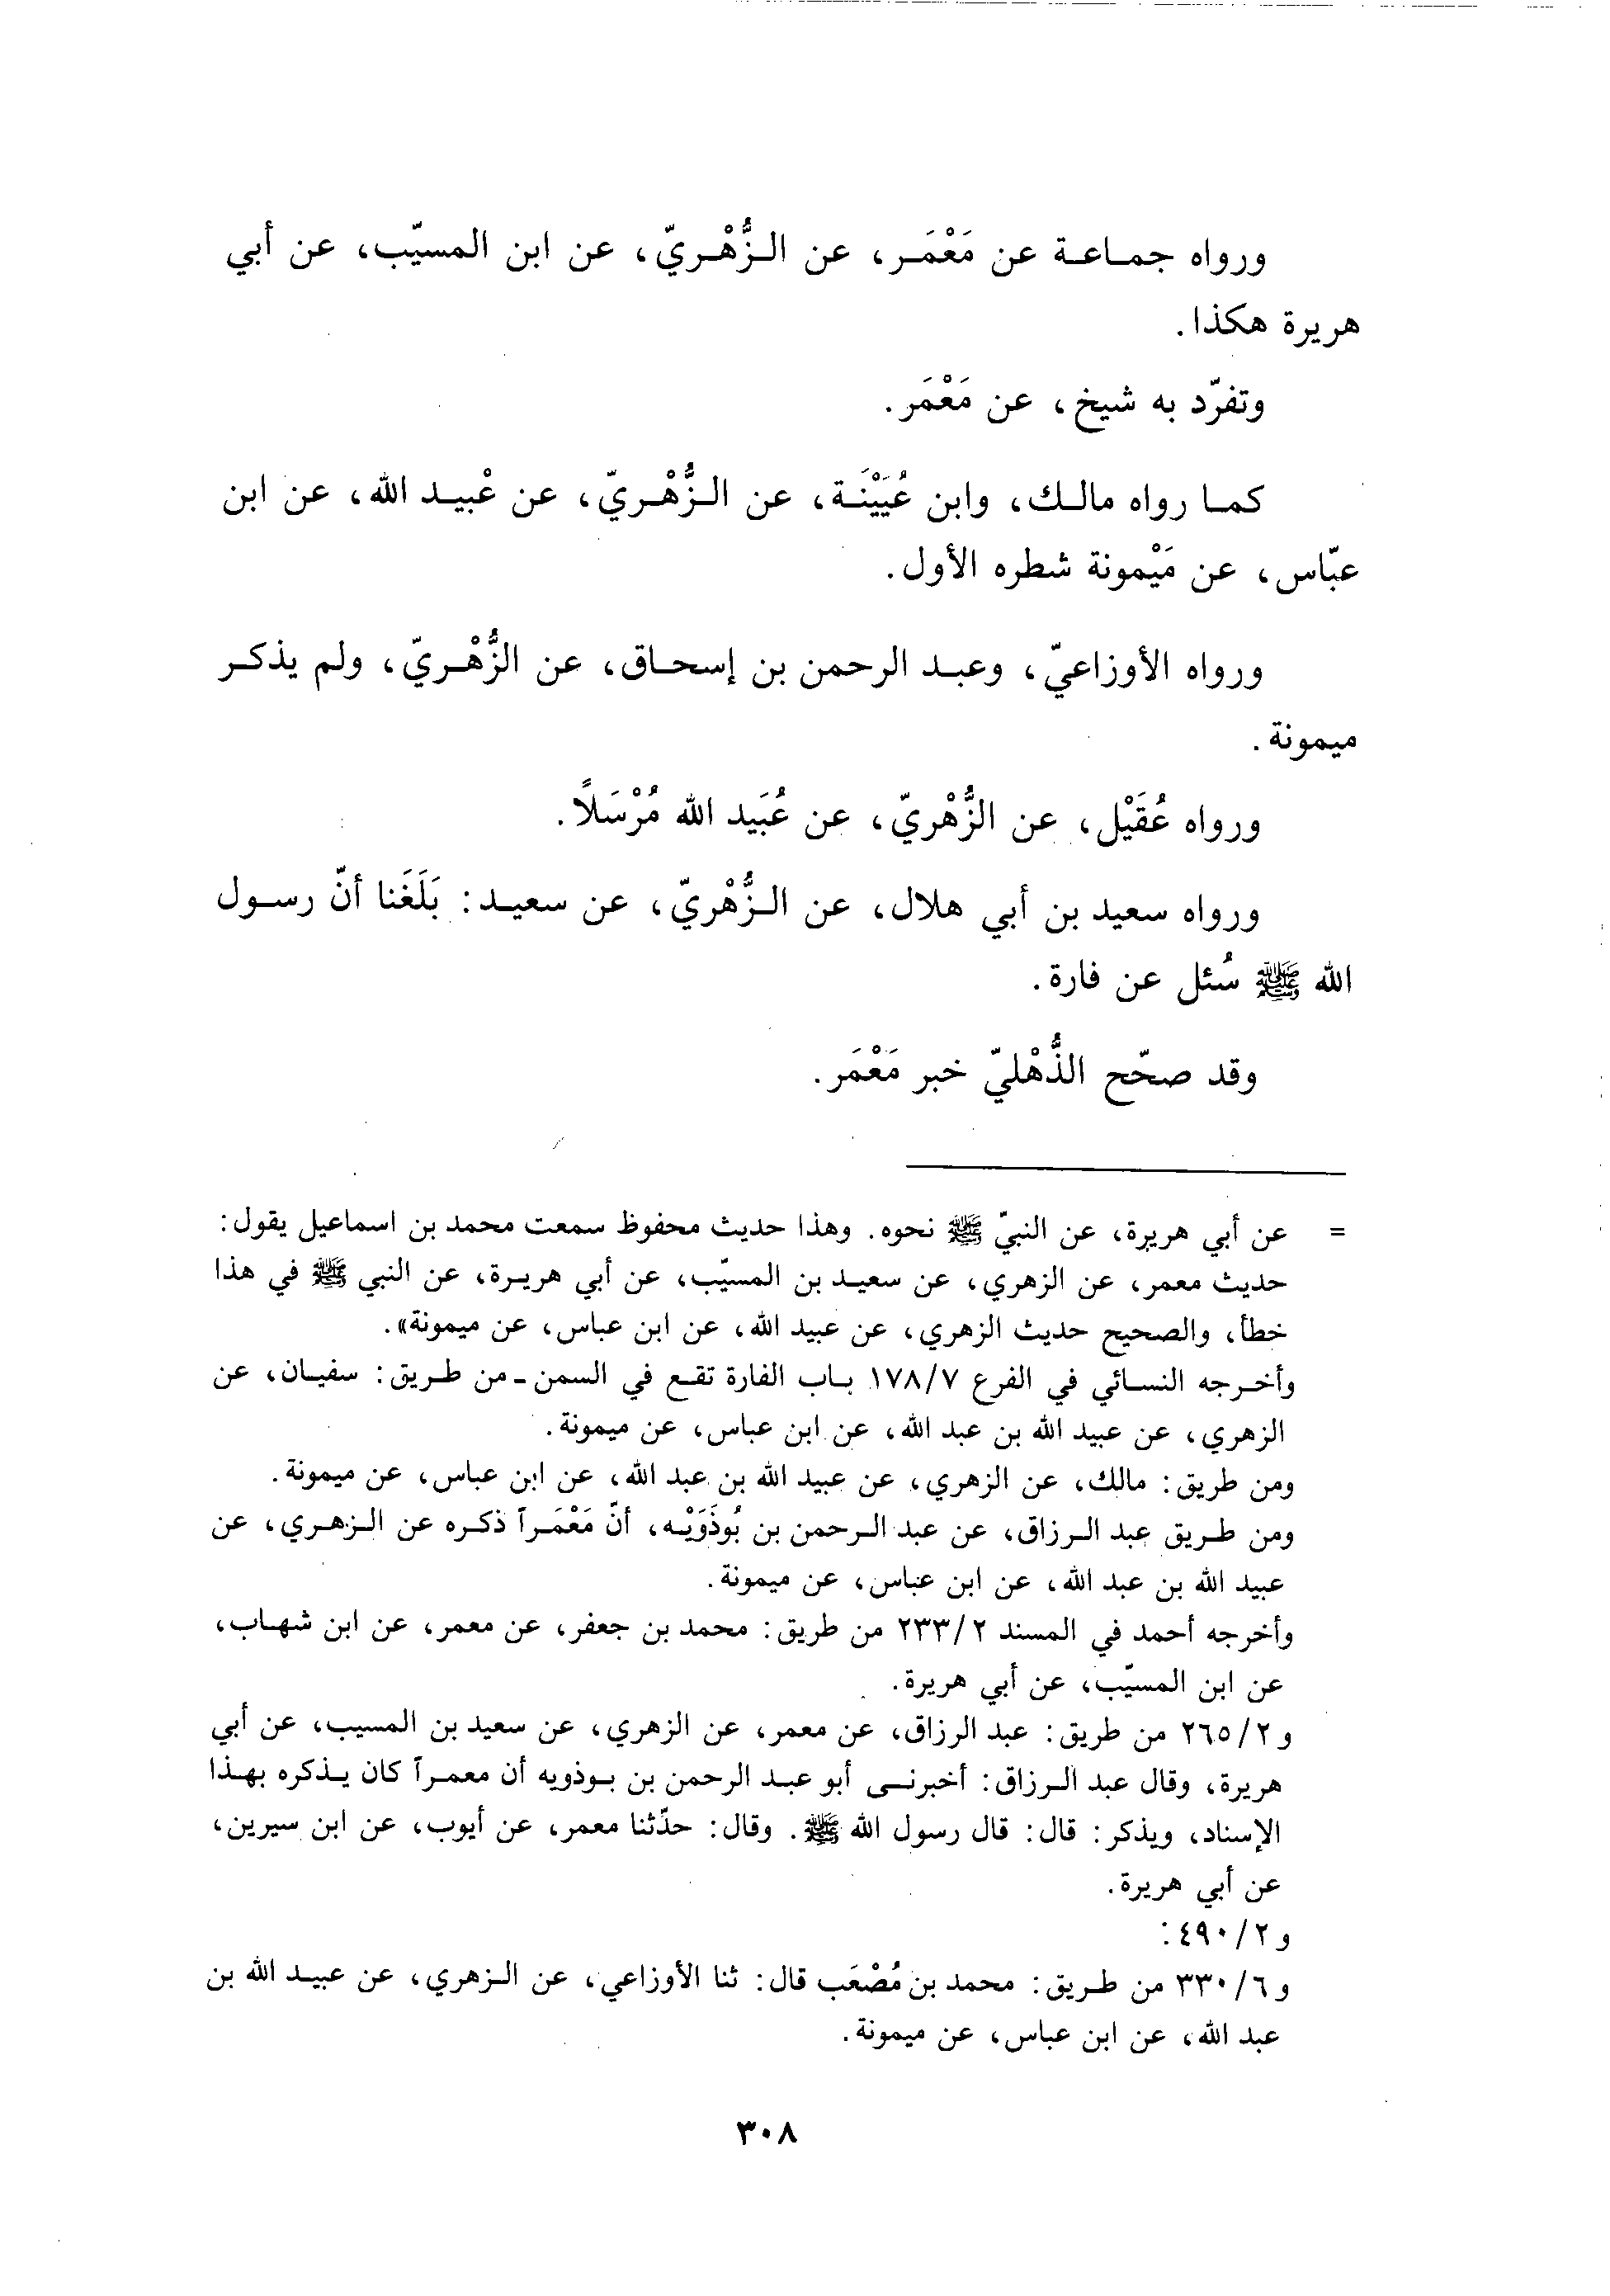 ورواه جماعة عن مَعْمَر، عن الزُّهْريّ، عن ابن المسيّب، عن أبي
هريرة هكذا.
وتفرّد به شيخ، عن مَعْمَر.
كما رواه مالك، وابن عُيَيْنَة، عن الزُّهْريّ، عن عْبيد الله، عن ابن
عبّاس، عن مَيْمونة شطره الأول.
ورواه الأوزاعيّ، وعبد الرحمن بن إسحاق، عن الزُّهْريّ، ولم يذكر
ميمونة.
ورواه عُقَيْل، عن الزُّهْريّ، عن عُبَيد الله مُرْسَلاً.
ورواه سعيد بن أبي هلال، عن الزُّهْريّ، عن سعيد: بَلَغَنا أنّ رسول
الله ﷺ سُئل عن فارة.
وقد صحّح الذُّهْليّ خبر مَعْمَر.
= عن أبي هريرة، عن النبيّ ﷺ نحوه. وهذا حديث محفوظ سمعت محمد بن اسماعيل يقول:
حديث معمر، عن الزهري، عن سعيد بن المسيّب، عن أبي هريرة، عن النبي ﷺ في هذا
خطأ، والصحيح حديث الزهري، عن عبيد الله، عن ابن عباس، عن ميمونة».
وأخرجه النسائي في الفرع ١٧٨/٧ باب الفارة تقع في السمن ـ من طريق: سفيان، عن
الزهري، عن عبيد الله بن عبد الله، عن ابن عباس، عن ميمونة.
ومن طريق: مالك، عن الزهري، عن عبيد الله بن عبد الله، عن ابن عباس، عن ميمونة.
ومن طريق عبد الرزاق، عن عبد الرحمن بن بُوذَوَيْه، أنّ مَعْمَراً ذكره عن الزهري، عن
عبيد الله بن عبد الله، عن ابن عباس، عن ميمونة.
وأخرجه أحمد في المسند ٢٣٣/٢ من طريق: محمد بن جعفر، عن معمر، عن ابن شهاب،
عن ابن المسيّب، عن أبي هريرة.
و ٢٦٥/٢ من طريق: عبد الرزاق، عن معمر، عن الزهري، عن سعيد بن المسيب، عن أبي
هريرة، وقال عبد الرزاق: أخبرنى أبو عبد الرحمن بن بوذويه أن معمراً كان يذكره بهذا
الإسناد، ويذكر: قال: قال رسول الله ﷺ. وقال: حدّثنا معمر، عن أيوب، عن ابن سيرين،
عن أبي هريرة.
و ٤٩٠/٢:
و ٣٣٠/٦ من طريق: محمد بن مُصْعَب قال: ثنا الأوزاعي، عن الزهري، عن عبيد الله بن
عبد الله، عن ابن عباس، عن ميمونة.
٣٠٨